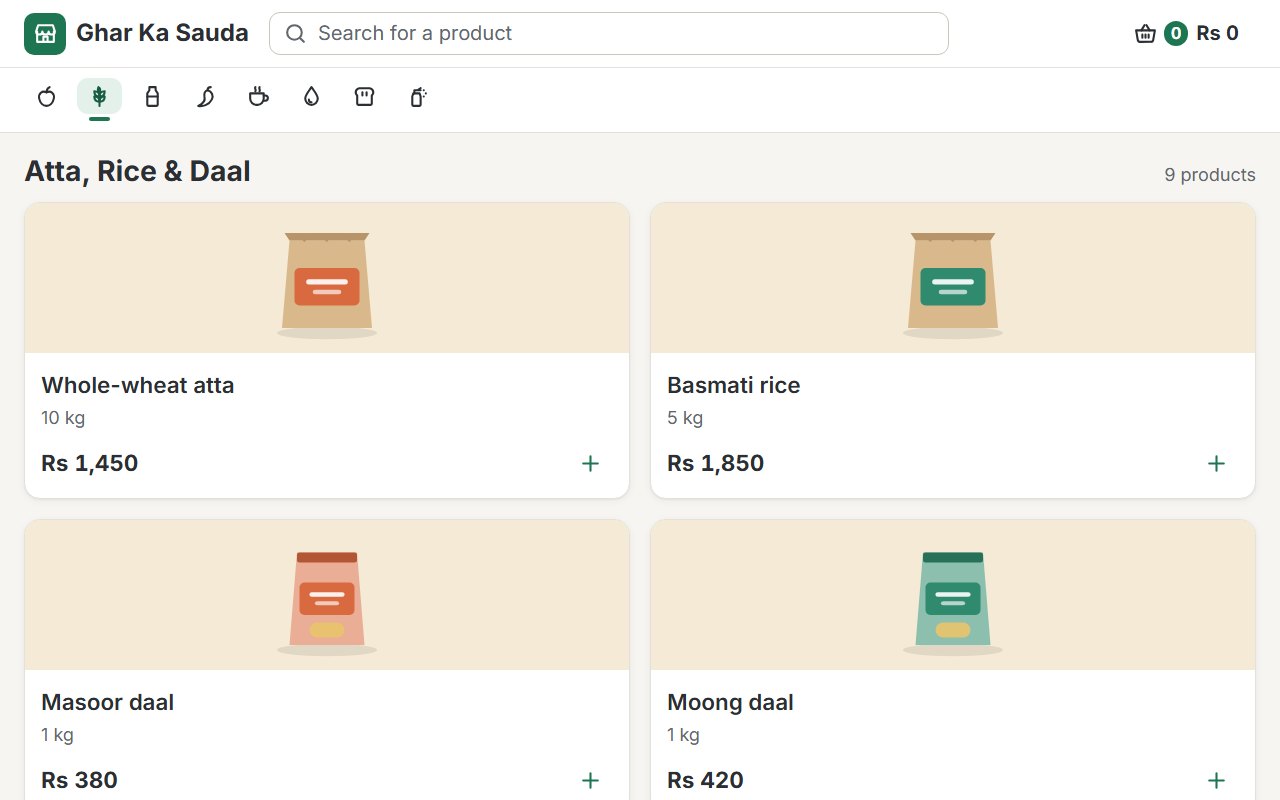 Ghar Ka Sauda
Search for a product
0 Rs 0
Atta, Rice & Daal
9 products
Whole-wheat atta
10 kg
Rs 1,450
Basmati rice
5 kg
Rs 1,850
Masoor daal
1 kg
Rs 380
Moong daal
1 kg
Rs 420